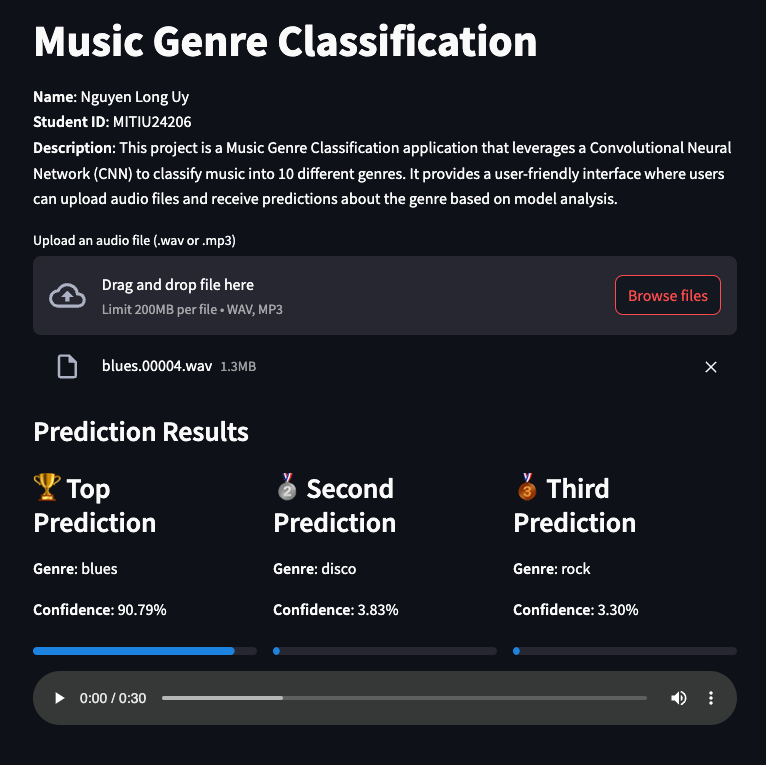 Music Genre Classification
Name: Nguyen Long Uy
Student ID: MITIU24206
Description: This project is a Music Genre Classification application that leverages a Convolutional Neural
Network (CNN) to classify music into 10 different genres. It provides a user-friendly interface where users
can upload audio files and receive predictions about the genre based on model analysis.
Upload an audio file (.wav or .mp3)
Drag and drop file here
Limit 200MB per file • WAV, MP3
Browse files
blues.00004.wav 1.3MB
Prediction Results
Top
Prediction
Genre: blues
Confidence: 90.79%
2
Second
Prediction
Genre: disco
Confidence: 3.83%
3
Third
Prediction
Genre: rock
Confidence: 3.30%
0:00 / 0:30